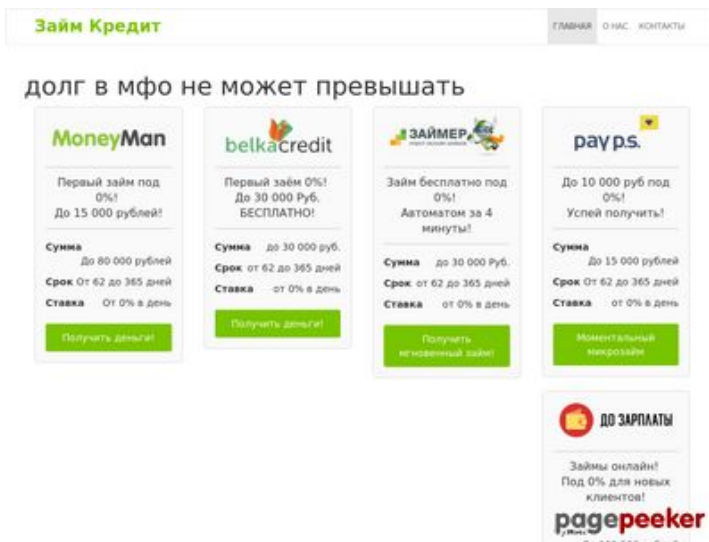 Займ Кредит
ГЛАВНАЯ О НАС КОНТАКТЫ
долг в мфо не может превышать
MoneyMan
Первый займ под
0%!
До 15 000 рублей!
Сумма
До 80 000 рублей
Срок От 62 до 365 дней
Ставка От 0% в день
Получить деньги!
belkacredit
Первый заём 0%!
До 30 000 Руб.
БЕСПЛАТНО!
Сумма до 30 000 руб.
Срок от 62 до 365 дней
Ставка от 0% в день
Получить деньги!
ЗАЙМЕР
Займ бесплатно под
0%!
Автоматом за 4
минуты!
Сумма до 30 000 Руб.
Срок от 62 до 365 дней
Ставка от 0% в день
Получить
мгновенный займ!
pay p.s.
До 10 000 руб под
0%!
Успей получить!
Сумма
До 15 000 рублей
Срок От 62 до 365 дней
Ставка От 0% в день
Моментальный
микрозайм
ДО ЗАРПЛАТЫ
Займы онлайн!
Под 0% для новых
клиентов!
pagepeeker